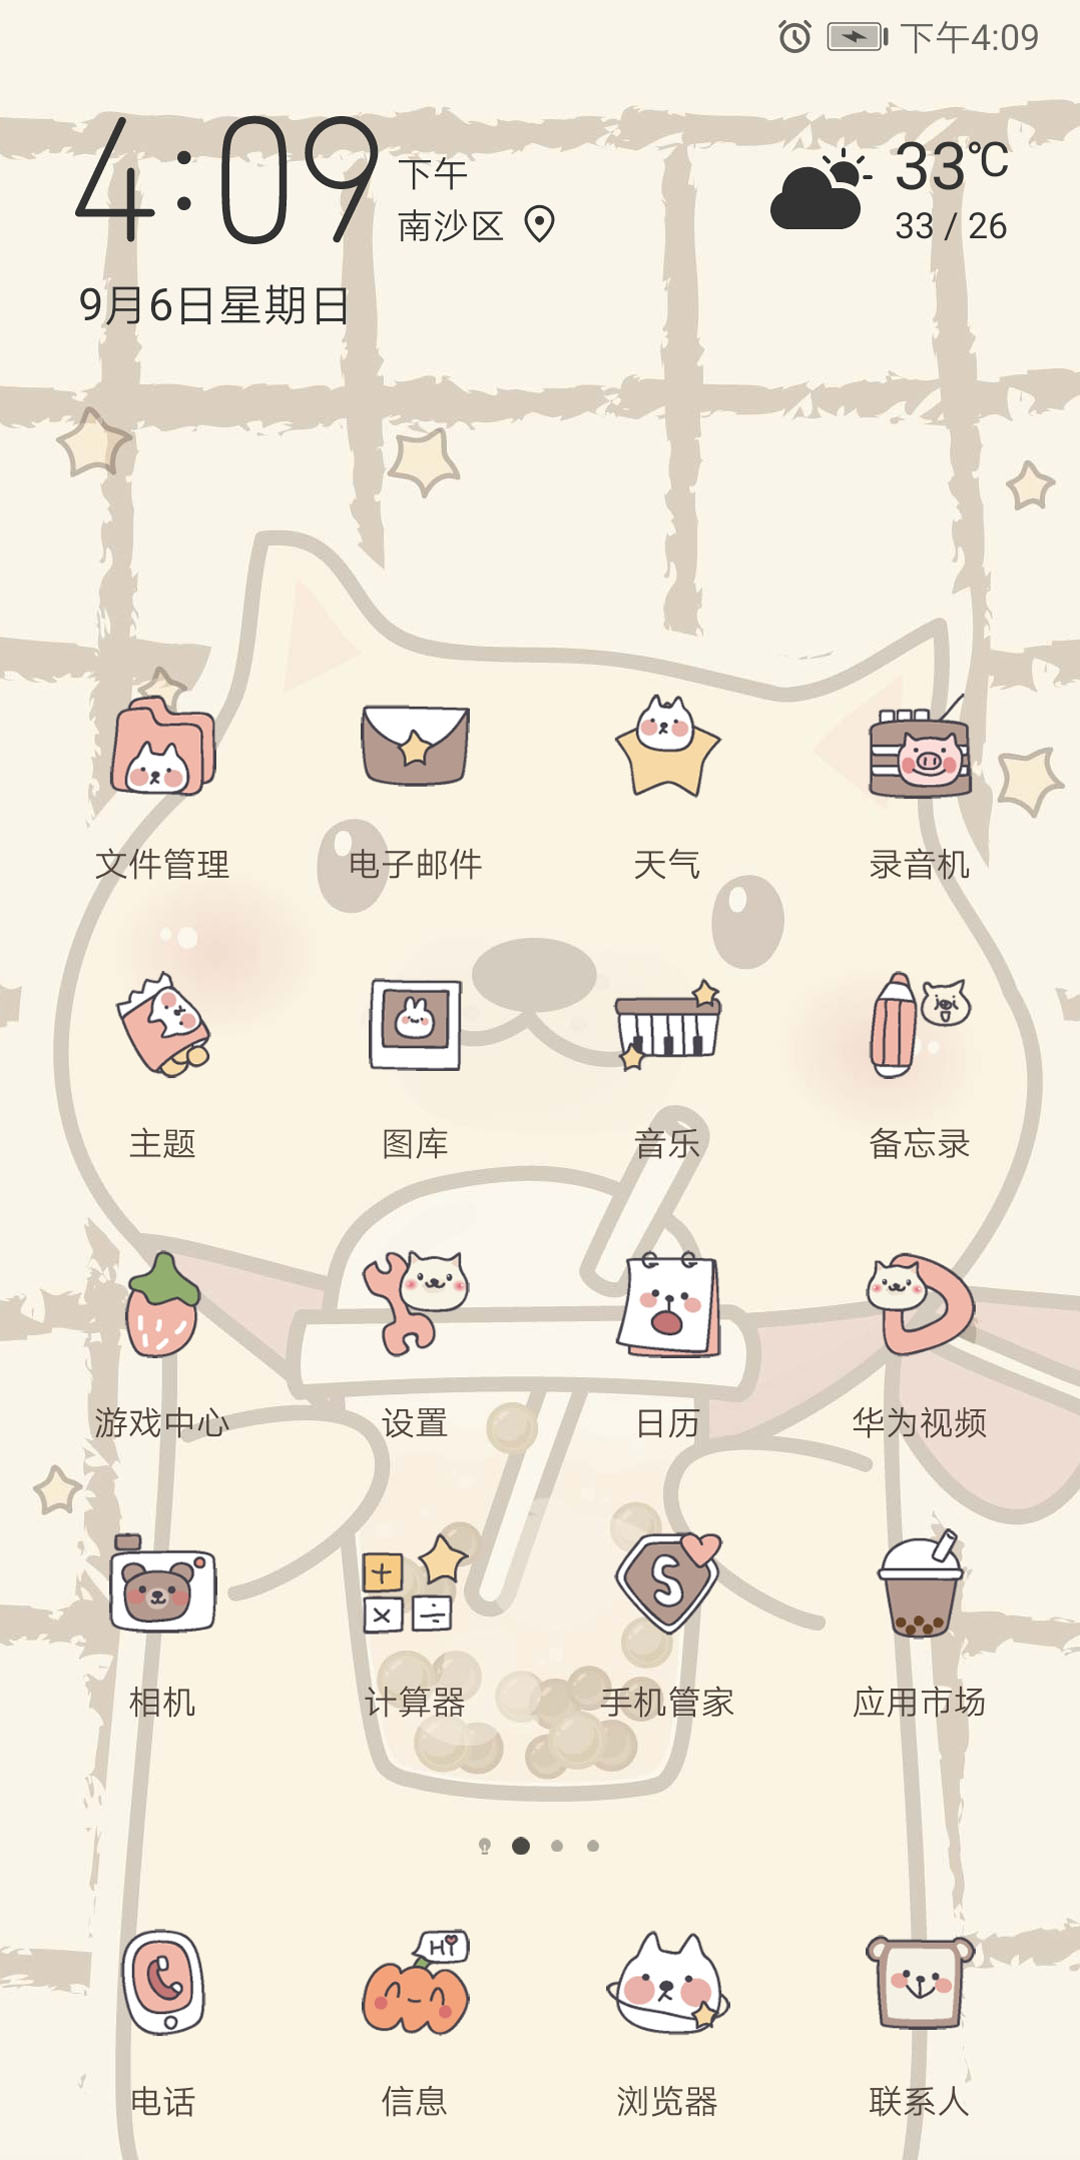 下午4:09
4:09
下午
南沙区
33℃
33 / 26
9月6日星期日
文件管理
电子邮件
天气
录音机
主题
图库
音乐
备忘录
游戏中心
设置
日历
华为视频
+
×
÷
S
相机
计算器
手机管家
应用市场
Hi
电话
信息
浏览器
联系人